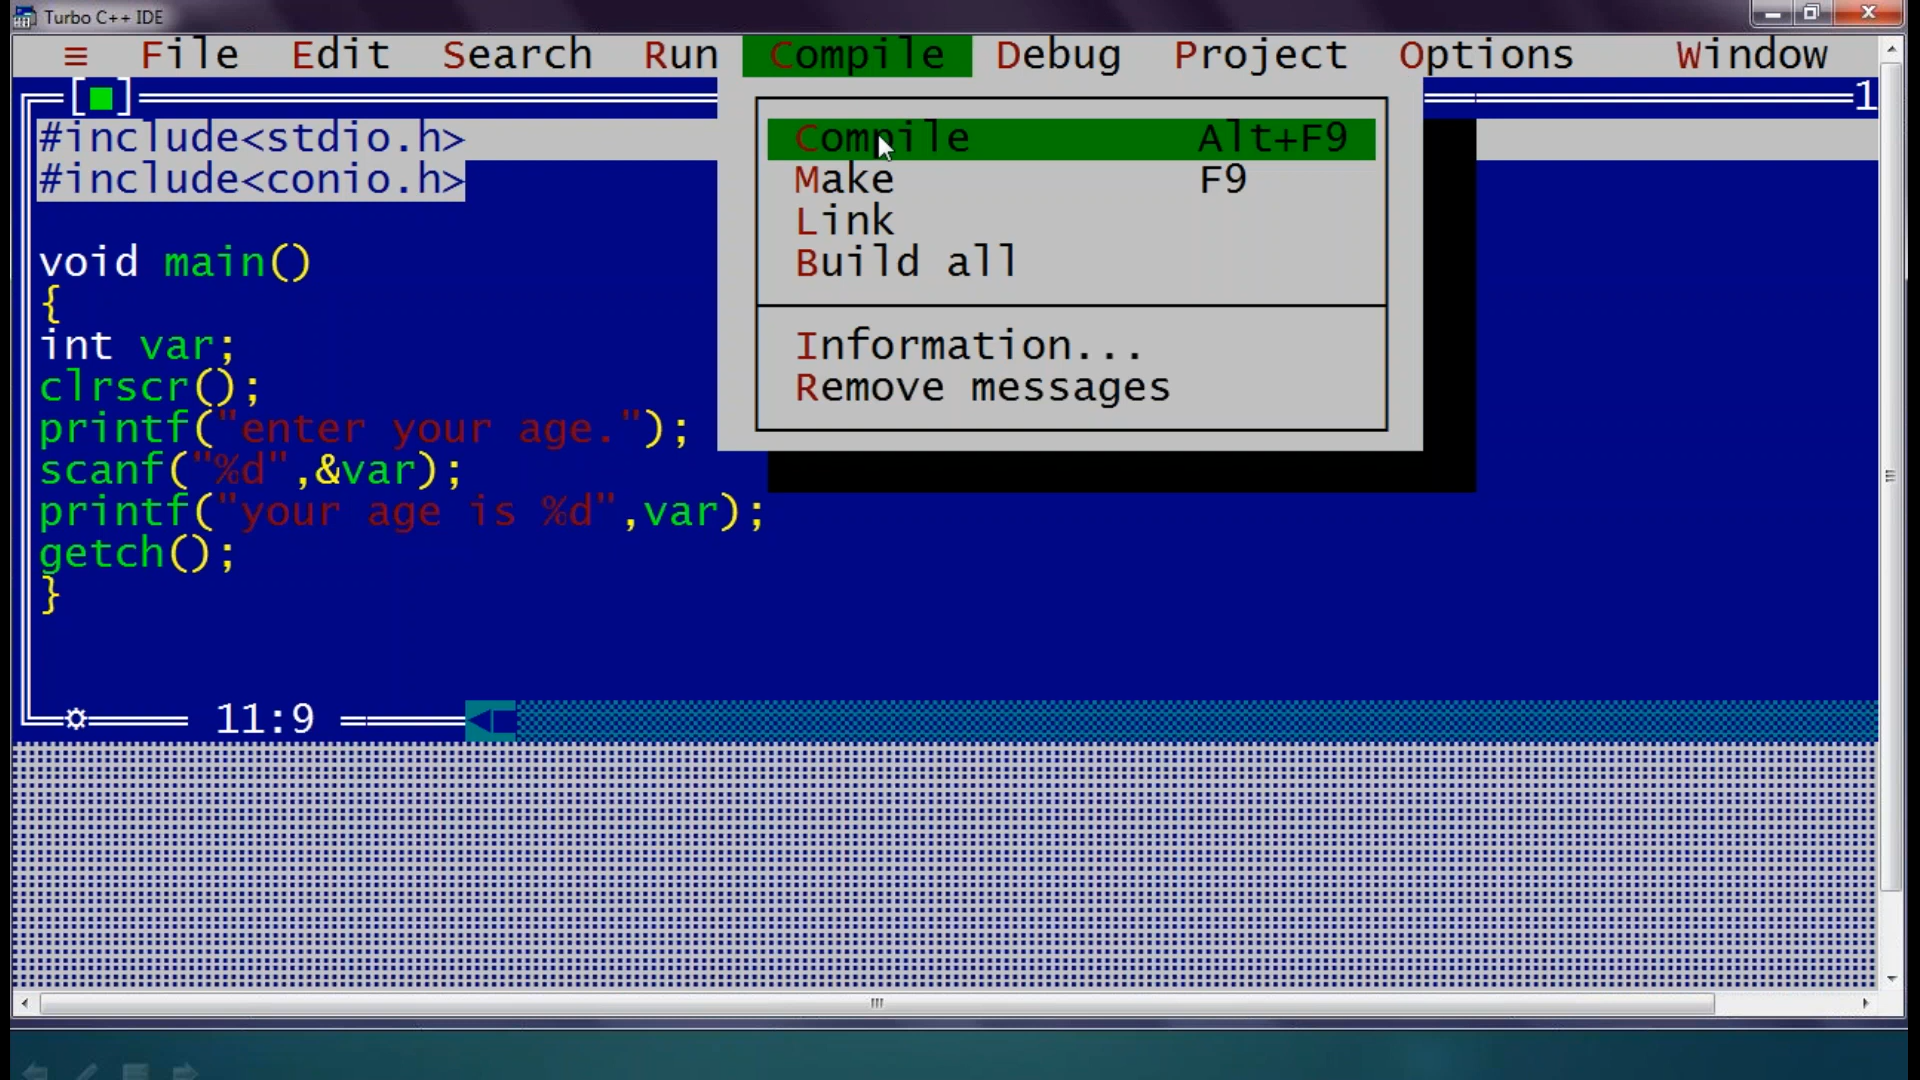 Turbo C++ IDE
≡ File Edit Search Run Compile Debug Project Options Window
[■] 1
Compile Alt+F9
Make F9
Link
Build all
Information...
Remove messages
#include<stdio.h>
#include<conio.h>
void main()
{
int var;
clrscr();
printf("enter your age.");
scanf("%d",&var);
printf("your age is %d",var);
getch();
}
11:9